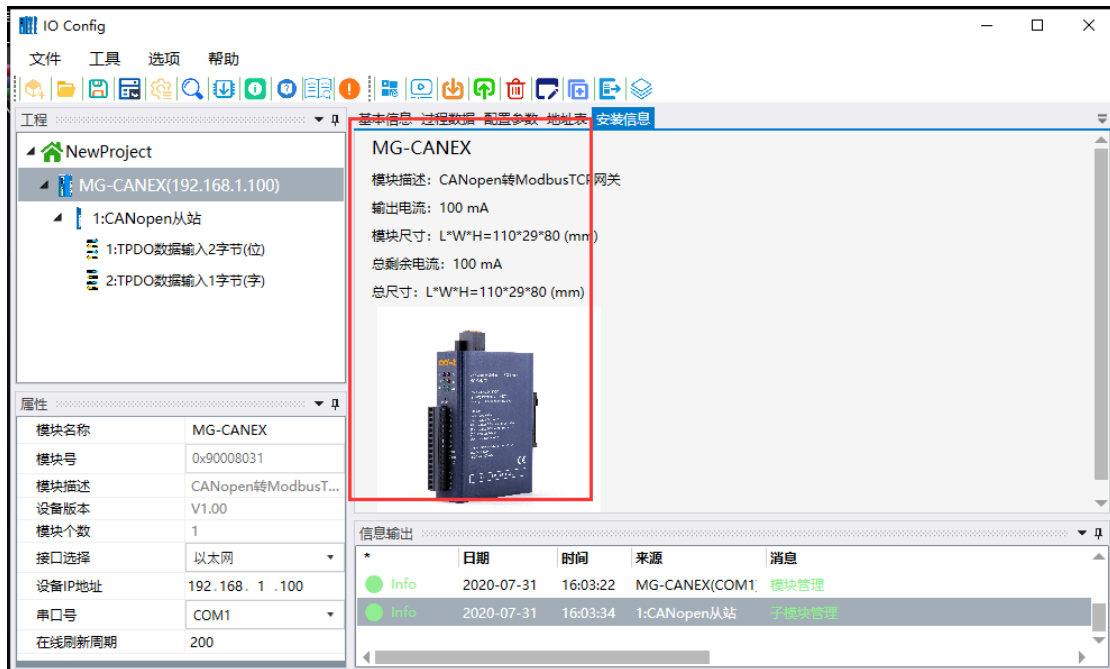 IO Config
文件 工具 选项 帮助
工程
NewProject
MG-CANEX(192.168.1.100)
1:CANopen从站
1:TPDO数据输入2字节(位)
2:TPDO数据输入1字节(字)
属性
模块名称 MG-CANEX
模块号 0x90008031
模块描述 CANopen转ModbusT...
设备版本 V1.00
模块个数 1
接口选择 以太网
设备IP地址 192.168. 1 .100
串口号 COM1
在线刷新周期 200
基本信息 过程数据 配置参数 地址表 安装信息
MG-CANEX
模块描述：CANopen转ModbusTCP网关
输出电流：100 mA
模块尺寸：L*W*H=110*29*80 (mm)
总剩余电流：100 mA
总尺寸：L*W*H=110*29*80 (mm)
信息输出
* 日期 时间 来源 消息
Info 2020-07-31 16:03:22 MG-CANEX(COM1) 模块管理
Info 2020-07-31 16:03:34 1:CANopen从站 子模块管理